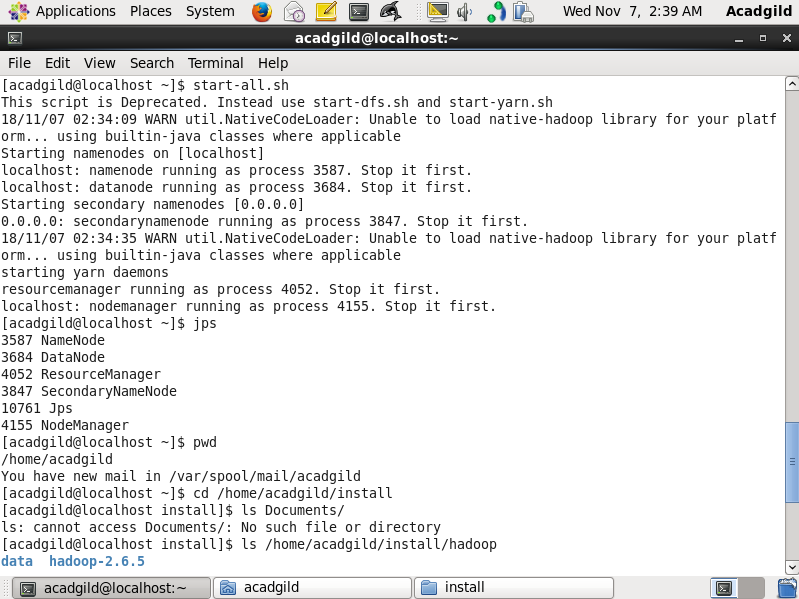 Applications Places System Wed Nov 7, 2:39 AM Acadgild
acadgild@localhost:~
File Edit View Search Terminal Help
[acadgild@localhost ~]$ start-all.sh
This script is Deprecated. Instead use start-dfs.sh and start-yarn.sh
18/11/07 02:34:09 WARN util.NativeCodeLoader: Unable to load native-hadoop library for your platf
orm... using builtin-java classes where applicable
Starting namenodes on [localhost]
localhost: namenode running as process 3587. Stop it first.
localhost: datanode running as process 3684. Stop it first.
Starting secondary namenodes [0.0.0.0]
0.0.0.0: secondarynamenode running as process 3847. Stop it first.
18/11/07 02:34:35 WARN util.NativeCodeLoader: Unable to load native-hadoop library for your platf
orm... using builtin-java classes where applicable
starting yarn daemons
resourcemanager running as process 4052. Stop it first.
localhost: nodemanager running as process 4155. Stop it first.
[acadgild@localhost ~]$ jps
3587 NameNode
3684 DataNode
4052 ResourceManager
3847 SecondaryNameNode
10761 Jps
4155 NodeManager
[acadgild@localhost ~]$ pwd
/home/acadgild
You have new mail in /var/spool/mail/acadgild
[acadgild@localhost ~]$ cd /home/acadgild/install
[acadgild@localhost install]$ ls Documents/
ls: cannot access Documents/: No such file or directory
[acadgild@localhost install]$ ls /home/acadgild/install/hadoop
data hadoop-2.6.5
acadgild@localhost:~ acadgild install